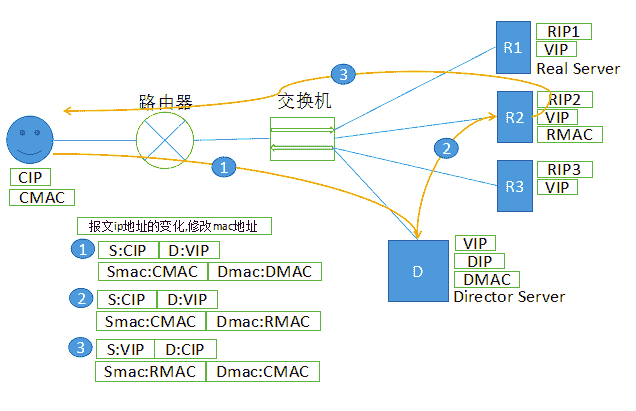 R1
RIP1
VIP
Real Server
3
路由器
交换机
R2
RIP2
VIP
RMAC
2
1
CIP
CMAC
R3
RIP3
VIP
报文ip地址的变化,修改mac地址
D
VIP
DIP
DMAC
Director Server
1
S:CIP D:VIP
Smac:CMAC Dmac:DMAC
2
S:CIP D:VIP
Smac:CMAC Dmac:RMAC
3
S:VIP D:CIP
Smac:RMAC Dmac:CMAC